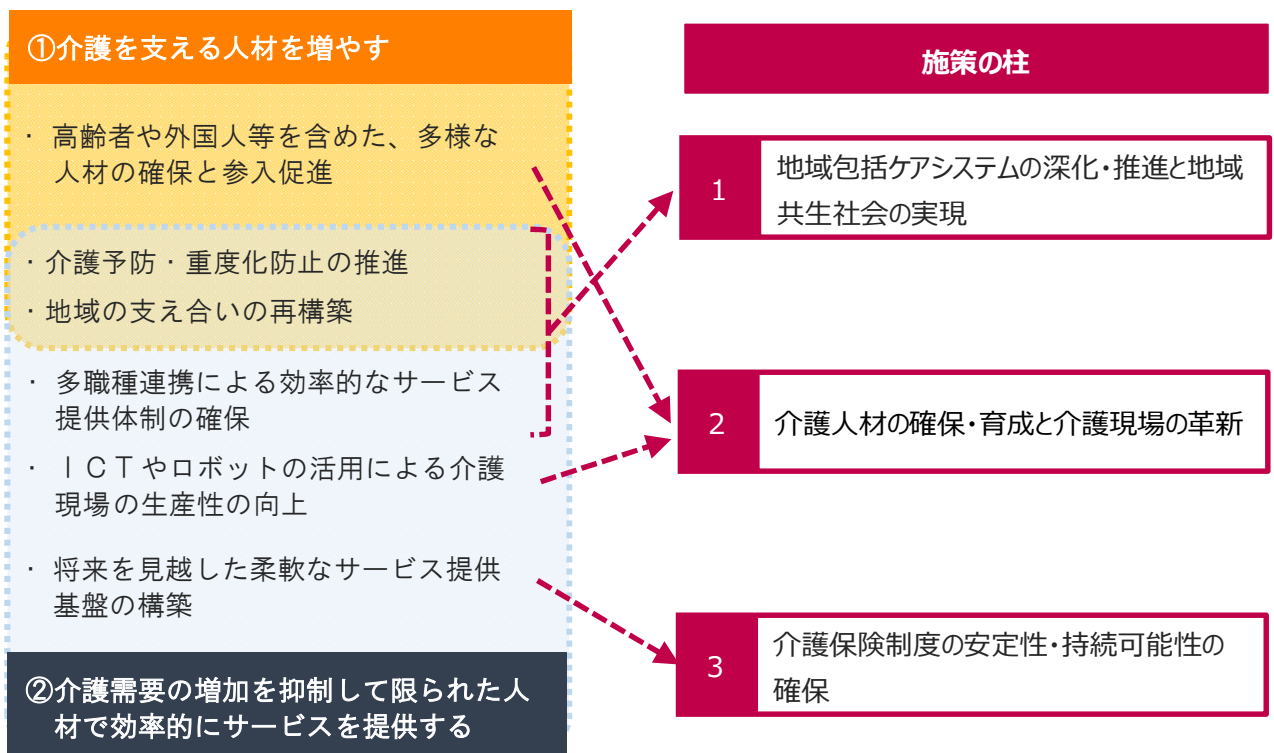 ①介護を支える人材を増やす
・ 高齢者や外国人等を含めた、多様な
人材の確保と参入促進
・介護予防・重度化防止の推進
・地域の支え合いの再構築
・ 多職種連携による効率的なサービス
提供体制の確保
・ ＩＣＴやロボットの活用による介護
現場の生産性の向上
・ 将来を見越した柔軟なサービス提供
基盤の構築
②介護需要の増加を抑制して限られた人
材で効率的にサービスを提供する
施策の柱
1
地域包括ケアシステムの深化・推進と地域
共生社会の実現
2
介護人材の確保・育成と介護現場の革新
3
介護保険制度の安定性・持続可能性の
確保